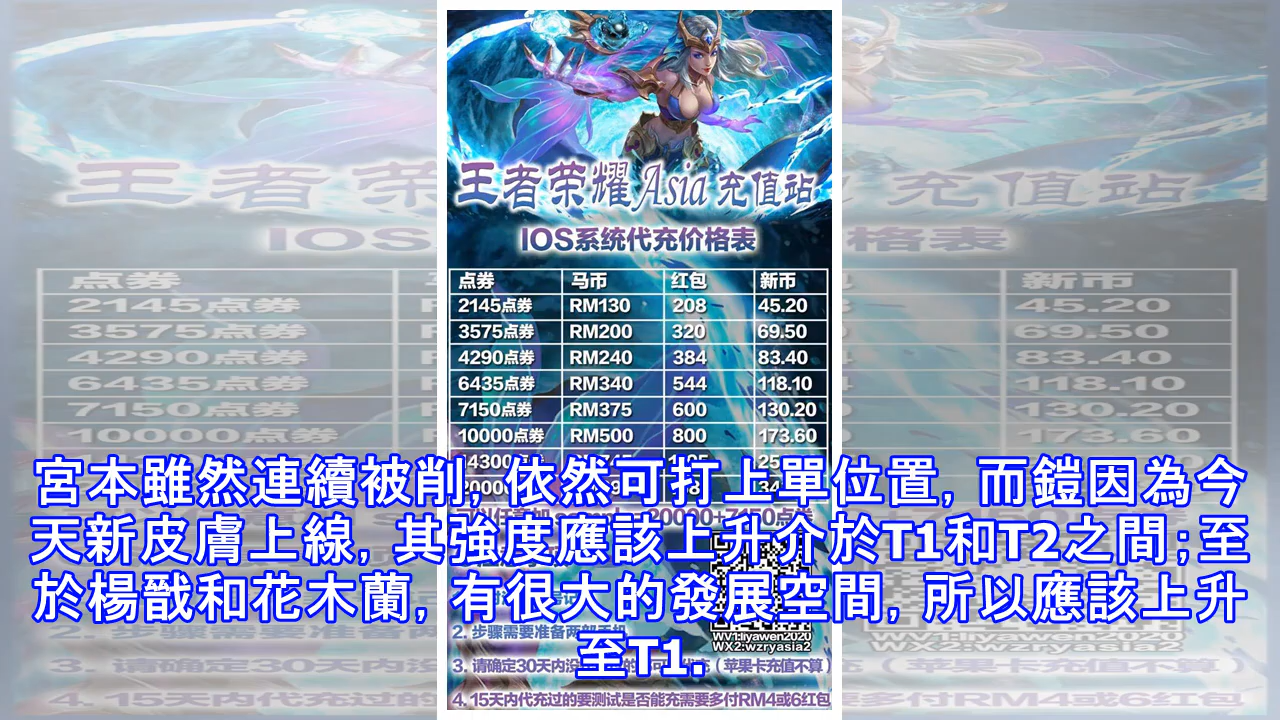 王者荣耀 Asia 充值站
IOS系统代充价格表
点券 马币 红包 新币
2145点券 RM130 208 45.20
3575点券 RM200 320 69.50
4290点券 RM240 384 83.40
6435点券 RM340 544 118.10
7150点券 RM375 600 130.20
10000点券 RM500 800 173.60
宮本雖然連續被削, 依然可打上單位置, 而鎧因為今
天新皮膚上線, 其強度應該上升介於T1和T2之間;至
於楊戩和花木蘭, 有很大的發展空間, 所以應該上升
至T1.
WV1:liyawen2020
2. 步骤需要准备两部手机
WX2:wzryasia2
3. 请确定30天内没 (苹果卡充值不算)
4. 15天内代充过的要测试是否能充需要多付RM4或6红包